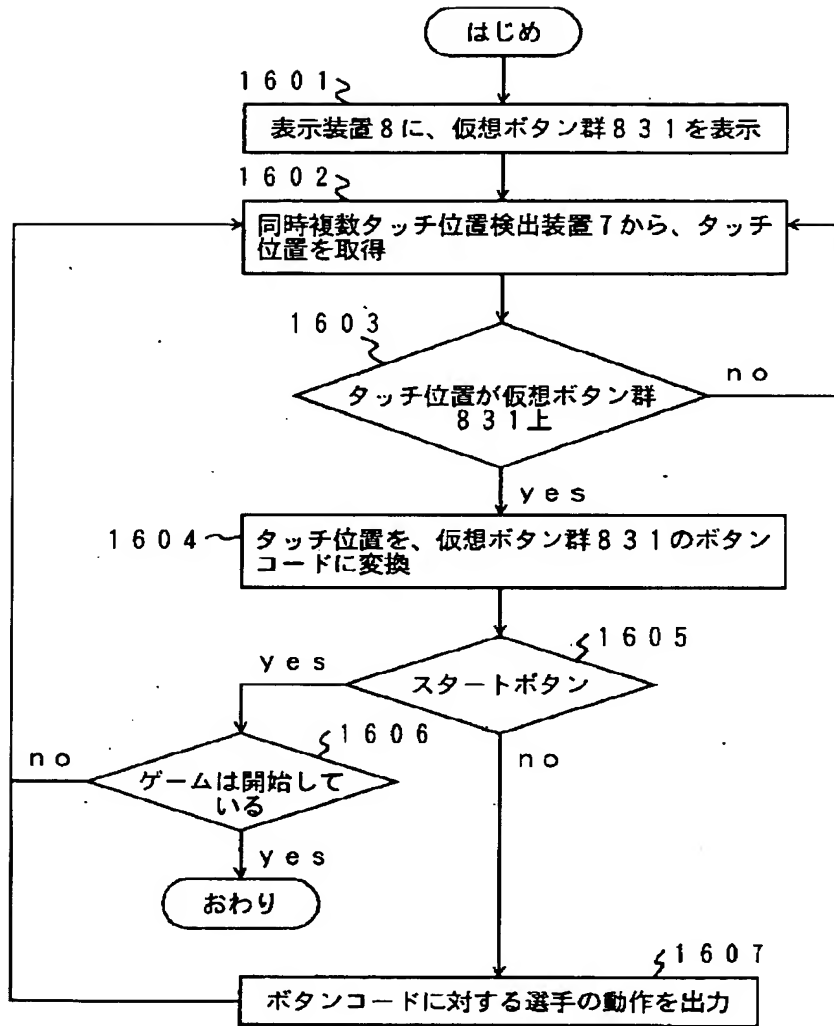 はじめ
1601
表示装置8に、仮想ボタン群831を表示
1602
同時複数タッチ位置検出装置7から、タッチ
位置を取得
1603
タッチ位置が仮想ボタン群
831上
no
yes
1604
タッチ位置を、仮想ボタン群831のボタン
コードに変換
1605
yes
スタートボタン
1606
no
no
ゲームは開始して
いる
yes
おわり
1607
ボタンコードに対する選手の動作を出力